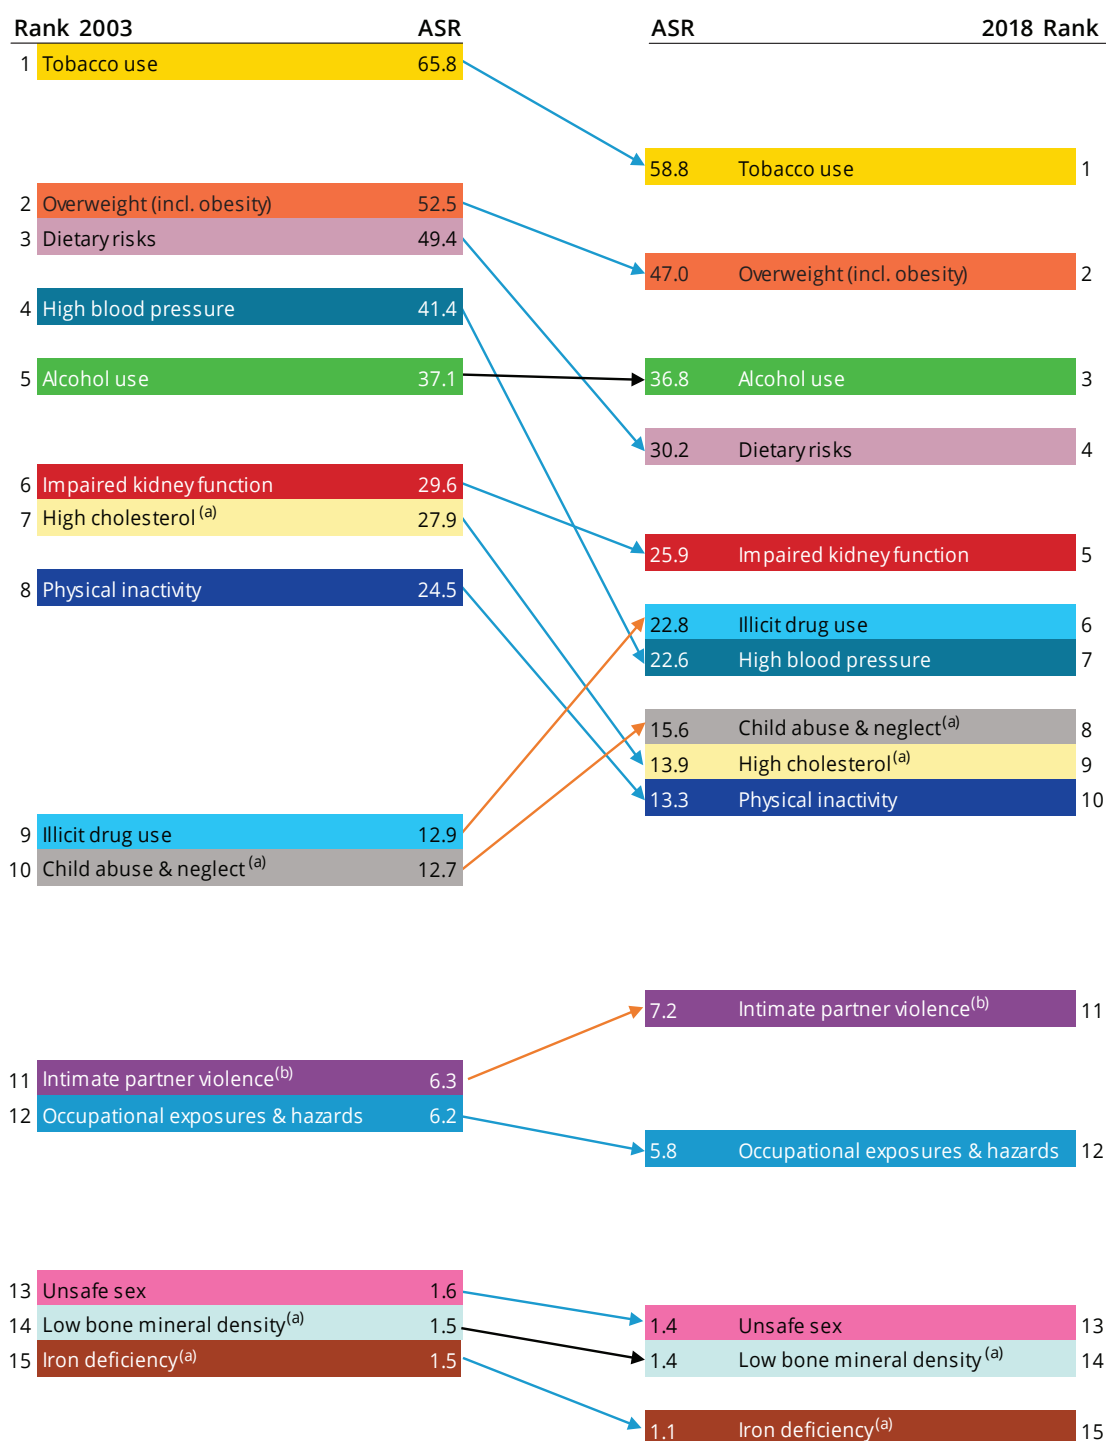 Rank 2003 ASR ASR 2018 Rank
1 Tobacco use 65.8
58.8 Tobacco use 1
2 Overweight (incl. obesity) 52.5
3 Dietary risks 49.4
47.0 Overweight (incl. obesity) 2
4 High blood pressure 41.4
5 Alcohol use 37.1 36.8 Alcohol use 3
30.2 Dietary risks 4
6 Impaired kidney function 29.6
7 High cholesterol (a) 27.9
25.9 Impaired kidney function 5
8 Physical inactivity 24.5
22.8 Illicit drug use 6
22.6 High blood pressure 7
15.6 Child abuse & neglect(a) 8
13.9 High cholesterol(a) 9
13.3 Physical inactivity 10
9 Illicit drug use 12.9
10 Child abuse & neglect (a) 12.7
7.2 Intimate partner violence(b) 11
11 Intimate partner violence(b) 6.3
12 Occupational exposures & hazards 6.2
5.8 Occupational exposures & hazards 12
13 Unsafe sex 1.6
14 Low bone mineral density(a) 1.5 1.4 Unsafe sex 13
15 Iron deficiency(a) 1.5 1.4 Low bone mineral density (a) 14
1.1 Iron deficiency(a) 15